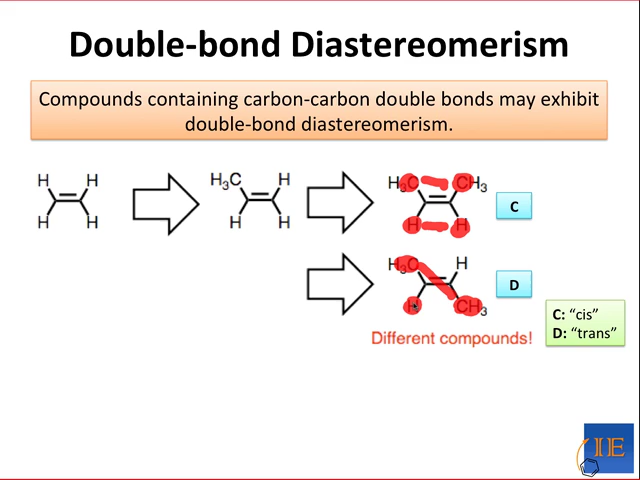 Double-bond Diastereomerism
Compounds containing carbon-carbon double bonds may exhibit
double-bond diastereomerism.
H H
H H
H₃C H
H H
H₃C CH₃
H H
C
H₃C H
H CH₃
D
Different compounds!
C: “cis”
D: “trans”
IE